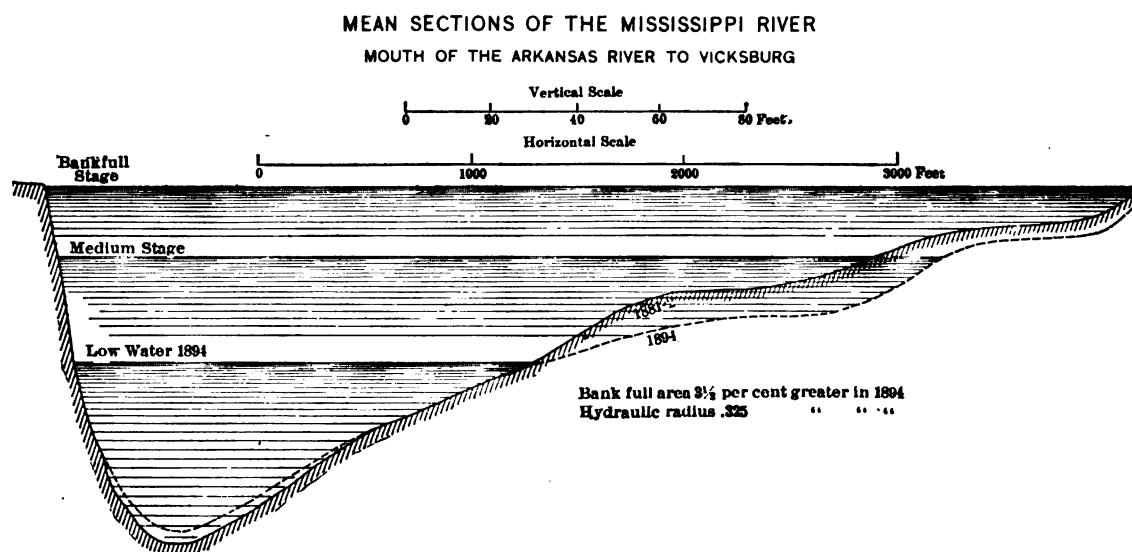 MEAN SECTIONS OF THE MISSISSIPPI RIVER
MOUTH OF THE ARKANSAS RIVER TO VICKSBURG
Vertical Scale
0 20 40 60 80 Feet.
Horizontal Scale
0 1000 2000 3000 Feet
Bankfull
Stage
Medium Stage
1881-2
1894
Low Water 1894
Bank full area 3½ per cent greater in 1894
Hydraulic radius .325 “ “ “